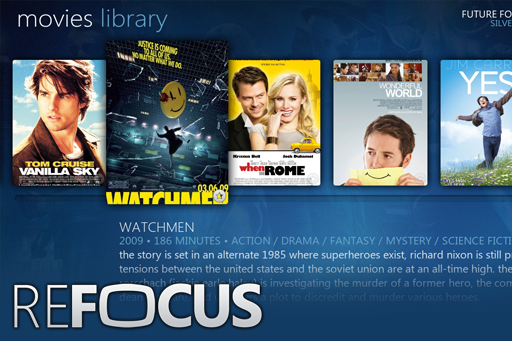 movies library
FUTURE FO
SILVE
TOM CRUISE
VANILLA SKY
JUSTICE IS COMING
TO ALL OF US.
NO MATTER WHAT WE DO.
03.06.09
WATCHMEN
Kristen Bell Josh Duhamel
when in ROME
WONDERFUL
WORLD
JIM CARREY
YES
WATCHMEN
2009 • 186 MINUTES • ACTION / DRAMA / FANTASY / MYSTERY / SCIENCE FICTI
the story is set in an alternate 1985 where superheroes exist, richard nixon is still pr
tensions between the united states and the soviet union are at an all-time high. the
is investigating the murder of a former hero, the com
a plot to discredit and murder various heroes.
REFOCUS